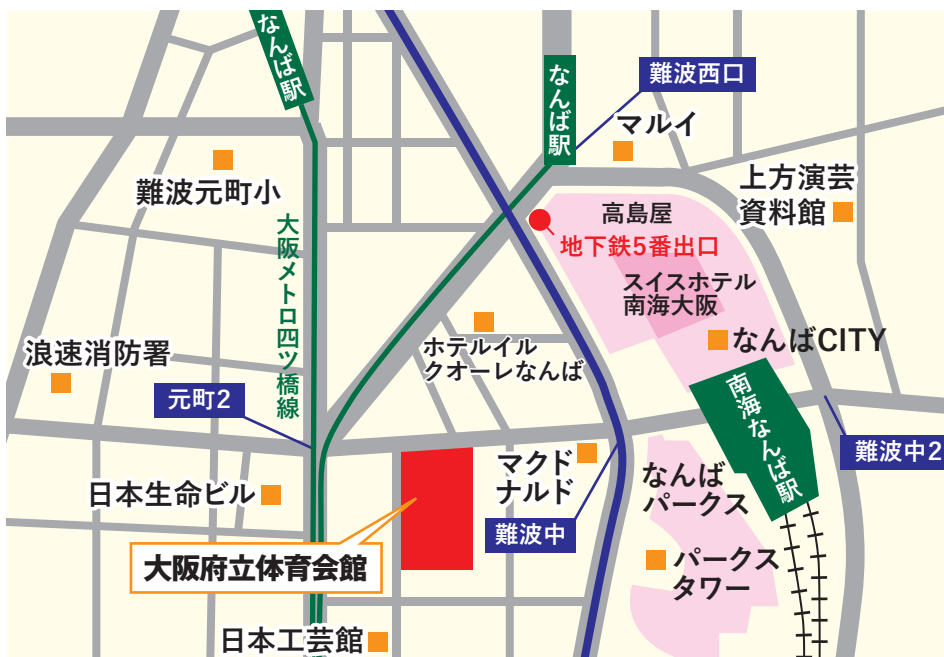 なんば駅
なんば駅
難波西口
マルイ
難波元町小
上方演芸
資料館
高島屋
地下鉄5番出口
大阪メトロ四ツ橋線
スイスホテル
南海大阪
なんばCITY
ホテルイル
クオーレなんば
浪速消防署
元町2
南海なんば駅
難波中2
マクド
ナルド
なんば
パークス
日本生命ビル
難波中
大阪府立体育会館
パークス
タワー
日本工芸館